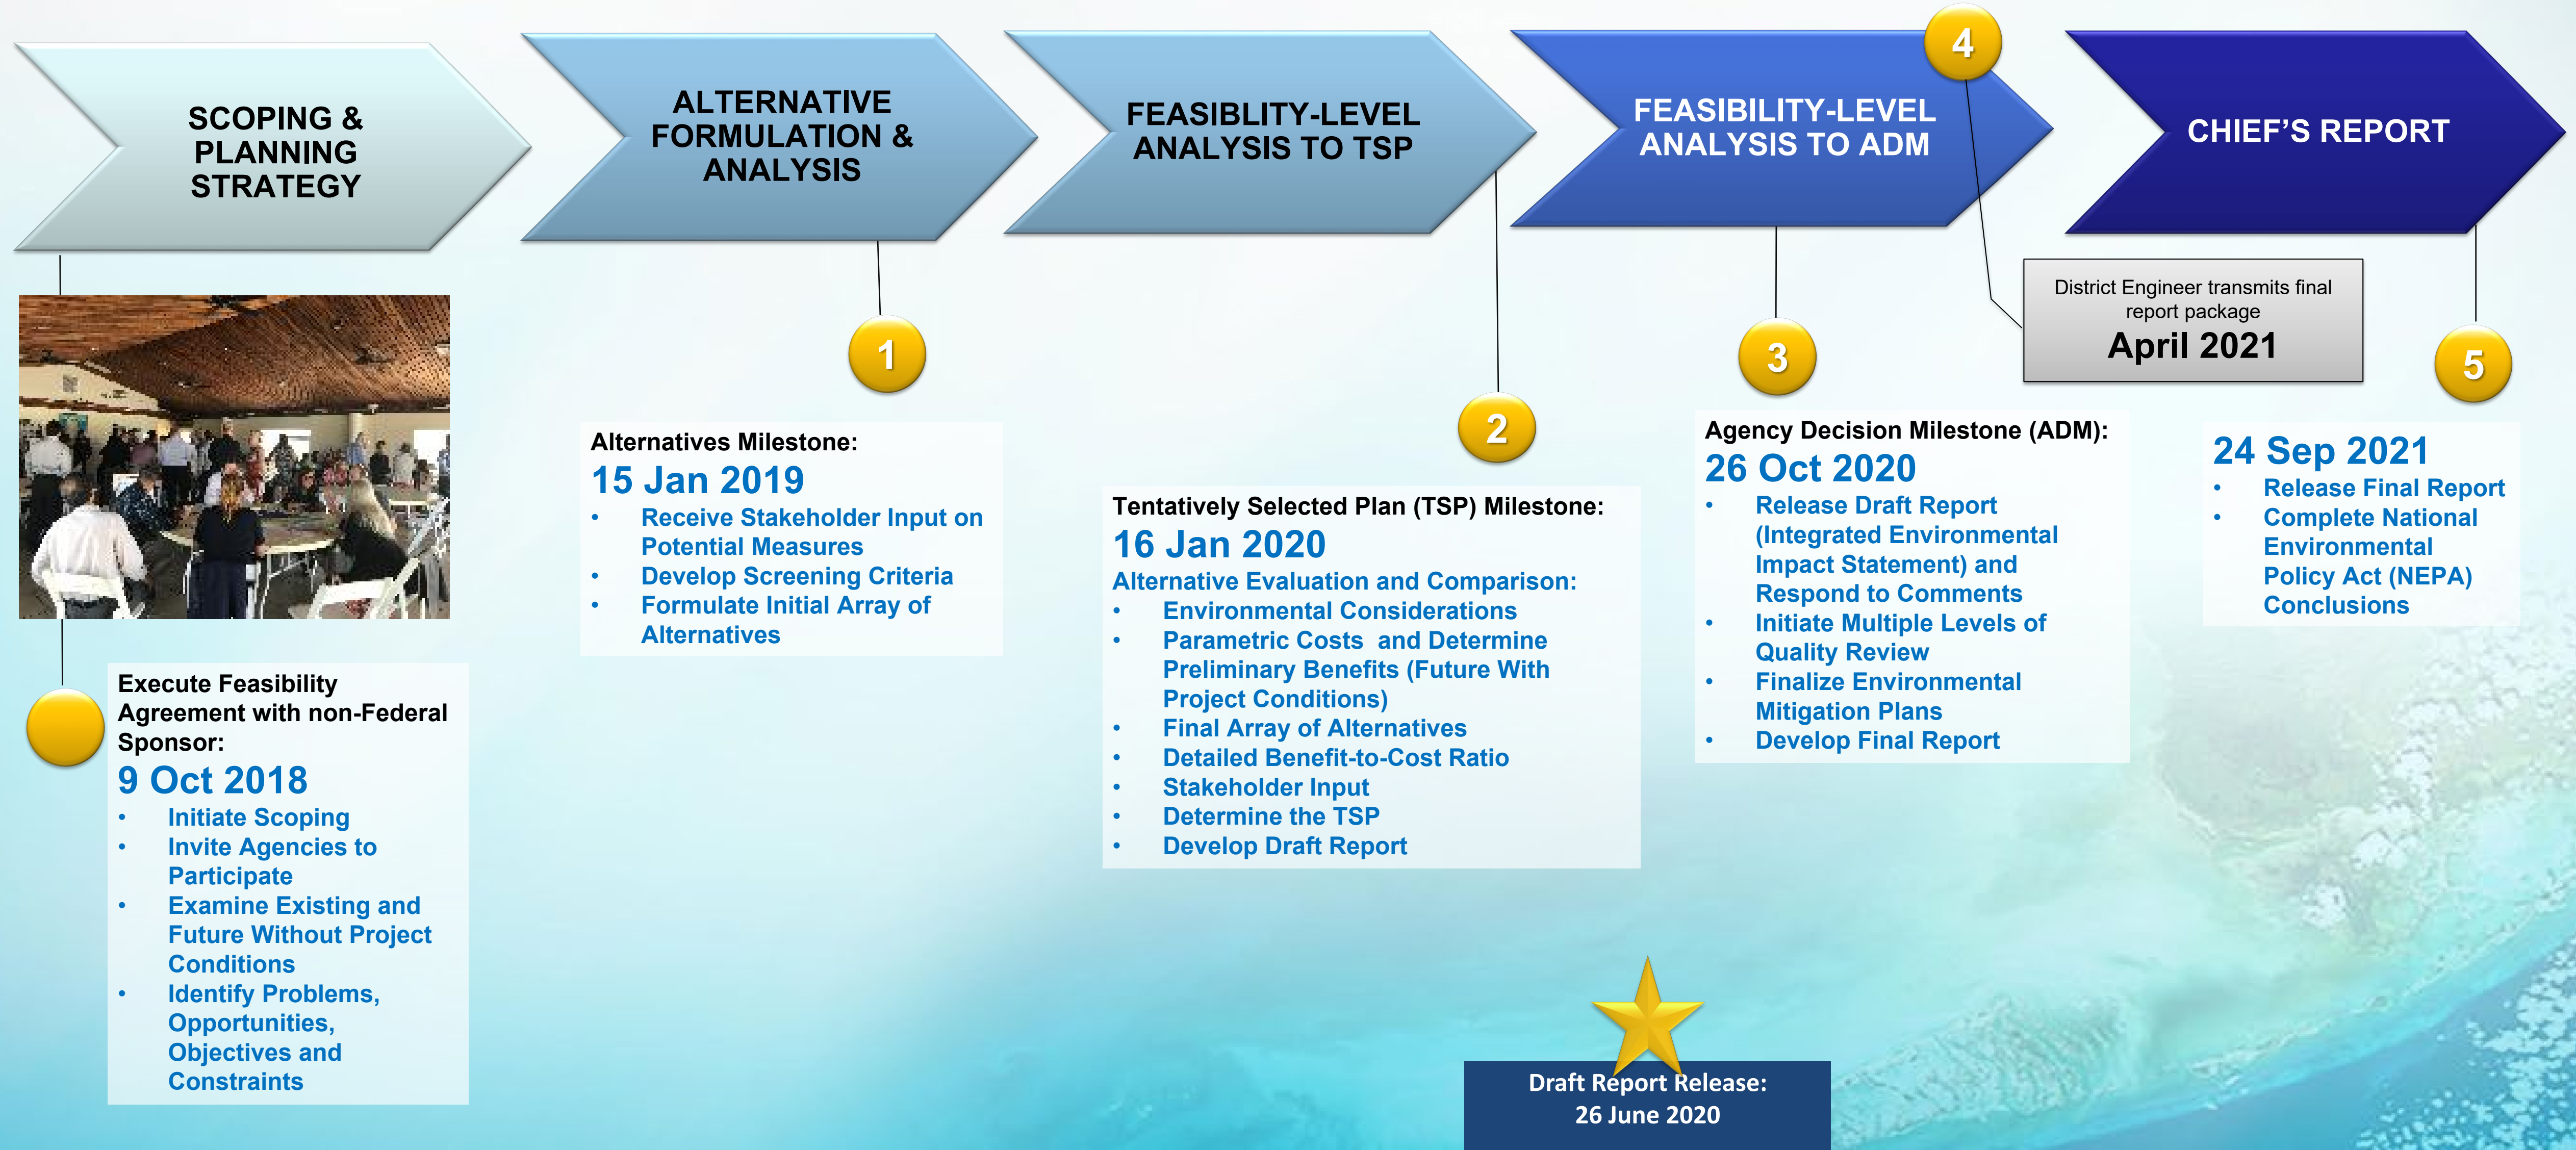 SCOPING &
PLANNING
STRATEGY
ALTERNATIVE
FORMULATION &
ANALYSIS
FEASIBLITY-LEVEL
ANALYSIS TO TSP
FEASIBILITY-LEVEL
ANALYSIS TO ADM
4
CHIEF'S REPORT
Execute Feasibility
Agreement with non-Federal
Sponsor:
9 Oct 2018
• Initiate Scoping
• Invite Agencies to
Participate
• Examine Existing and
Future Without Project
Conditions
• Identify Problems,
Opportunities,
Objectives and
Constraints
1
Alternatives Milestone:
15 Jan 2019
• Receive Stakeholder Input on
Potential Measures
• Develop Screening Criteria
• Formulate Initial Array of
Alternatives
2
Tentatively Selected Plan (TSP) Milestone:
16 Jan 2020
Alternative Evaluation and Comparison:
• Environmental Considerations
• Parametric Costs  and Determine
Preliminary Benefits (Future With
Project Conditions)
• Final Array of Alternatives
• Detailed Benefit-to-Cost Ratio
• Stakeholder Input
• Determine the TSP
• Develop Draft Report
3
Agency Decision Milestone (ADM):
26 Oct 2020
• Release Draft Report
(Integrated Environmental
Impact Statement) and
Respond to Comments
• Initiate Multiple Levels of
Quality Review
• Finalize Environmental
Mitigation Plans
• Develop Final Report
District Engineer transmits final
report package
April 2021
5
24 Sep 2021
• Release Final Report
• Complete National
Environmental
Policy Act (NEPA)
Conclusions
Draft Report Release:
26 June 2020